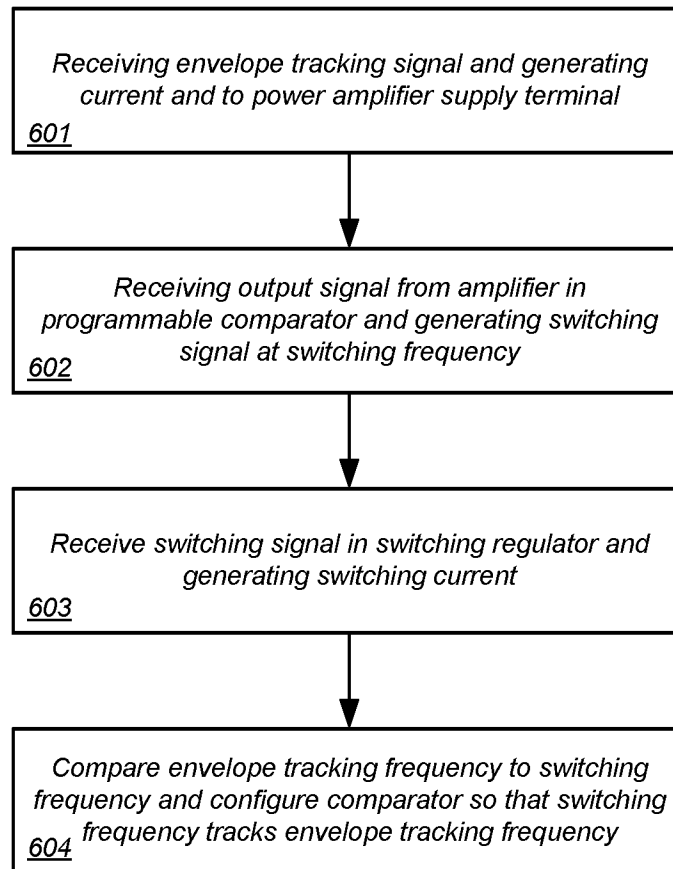 Receiving envelope tracking signal and generating
current and to power amplifier supply terminal
601
Receiving output signal from amplifier in
programmable comparator and generating switching
signal at switching frequency
602
Receive switching signal in switching regulator and
generating switching current
603
Compare envelope tracking frequency to switching
frequency and configure comparator so that switching
frequency tracks envelope tracking frequency
604